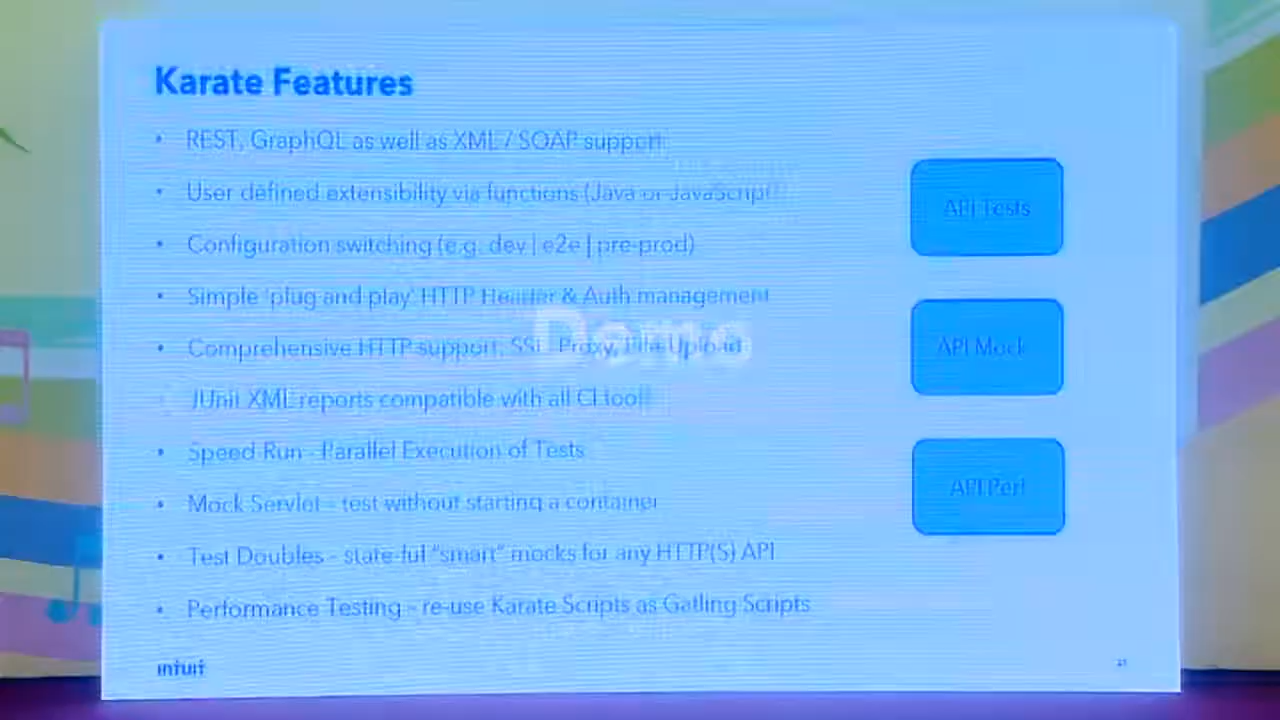 Karate Features
• REST, GraphQL as well as XML / SOAP support
• User defined extensibility via functions (Java or JavaScript)
• Configuration switching (e.g. dev | e2e | pre-prod)
• Simple 'plug and play' HTTP Header & Auth management
• Comprehensive HTTP support, SSL, Proxy, File Upload
JUnit XML reports compatible with all CI tools
• Speed Run - Parallel Execution of Tests
• Mock Servlet - test without starting a container
• Test Doubles - state-ful "smart" mocks for any HTTP(S) API
• Performance Testing - re-use Karate Scripts as Gatling Scripts
API Tests
API Mock
API Perf
Demo
intuit